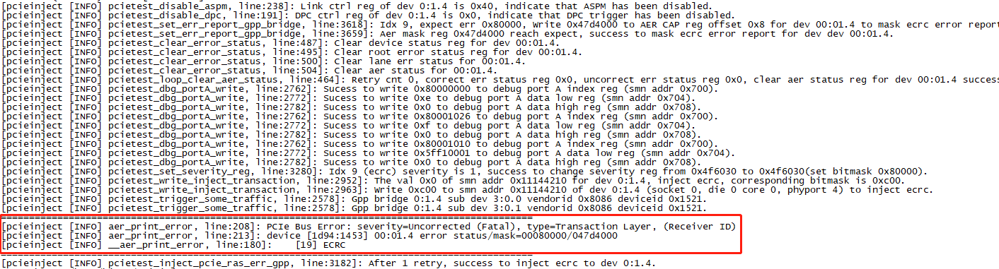 [pcieinject [INFO] pcietest_disable_aspm, line:238]: Link ctrl reg of dev 0:1.4 is 0x40, indicate that ASPM has been disabled.
[pcieinject [INFO] pcietest_disable_dpc, line:191]: DPC ctrl reg of dev 0:1.4 is 0x0, indicate that DPC trigger has been disabled.
[pcieinject [INFO] pcietest_set_err_report_gpp_bridge, line:3618]: Idx 9, expect err 0x80000, Write 0x47d4000 to AER CAP reg offset 0x8 for dev 00:01.4 to mask ecrc error report
[pcieinject [INFO] pcietest_set_err_report_gpp_bridge, line:3659]: Aer mask reg 0x47d4000 reach expect, success to mask ecrc error report for dev dev 00:01.4.
[pcieinject [INFO] pcietest_clear_error_status, line:487]: Clear device status reg for dev 00:01.4.
[pcieinject [INFO] pcietest_clear_error_status, line:495]: Clear root error status reg for dev 00:01.4.
[pcieinject [INFO] pcietest_clear_error_status, line:500]: Clear lane err status for 00:01.4.
[pcieinject [INFO] pcietest_clear_error_status, line:504]: Clear aer status for 00:01.4.
[pcieinject [INFO] pcietest_loop_clear_aer_status, line:464]: Retry cnt 0, correct err status reg 0x0, uncorrect err status reg 0x0, clear aer status reg for dev 00:01.4 success
[pcieinject [INFO] pcietest_dbg_portA_write, line:2762]: Sucess to write 0x80000000 to debug port A index reg (smn addr 0x700).
[pcieinject [INFO] pcietest_dbg_portA_write, line:2772]: Sucess to write 0xe to debug port A data low reg (smn addr 0x704).
[pcieinject [INFO] pcietest_dbg_portA_write, line:2782]: Sucess to write 0x0 to debug port A data high reg (smn addr 0x708).
[pcieinject [INFO] pcietest_dbg_portA_write, line:2762]: Sucess to write 0x80001026 to debug port A index reg (smn addr 0x700).
[pcieinject [INFO] pcietest_dbg_portA_write, line:2772]: Sucess to write 0xf to debug port A data low reg (smn addr 0x704).
[pcieinject [INFO] pcietest_dbg_portA_write, line:2782]: Sucess to write 0x0 to debug port A data high reg (smn addr 0x708).
[pcieinject [INFO] pcietest_dbg_portA_write, line:2762]: Sucess to write 0x80001010 to debug port A index reg (smn addr 0x700).
[pcieinject [INFO] pcietest_dbg_portA_write, line:2772]: Sucess to write 0x5ff10001 to debug port A data low reg (smn addr 0x704).
[pcieinject [INFO] pcietest_dbg_portA_write, line:2782]: Sucess to write 0x0 to debug port A data high reg (smn addr 0x708).
[pcieinject [INFO] pcietest_set_severity_reg, line:3280]: Idx 9 (ecrc) severity is 1, success to change severity reg from 0x4f6030 to 0x4f6030(set bitmask 0x80000).
[pcieinject [INFO] pcietest_write_inject_transaction, line:2952]: The val 0x0 of smn addr 0x11144210 for dev 0:1.4, inject ecrc, corresponding bitmask is 0xc00.
[pcieinject [INFO] pcietest_write_inject_transaction, line:2963]: Write 0xc00 to smn addr 0x11144210 of dev 0:1.4 (socket 0, die 0 core 0, phyport 4) to inject ecrc.
[pcieinject [INFO] pcietest_trigger_some_traffic, line:2578]: Gpp bridge 0:1.4 sub dev 3:0.0 vendorid 0x8086 deviceid 0x1521.
[pcieinject [INFO] pcietest_trigger_some_traffic, line:2578]: Gpp bridge 0:1.4 sub dev 3:0.1 vendorid 0x8086 deviceid 0x1521.
[pcieinject [INFO] aer_print_error, line:208]: PCIe Bus Error: severity=Uncorrected (Fatal), type=Transaction Layer, (Receiver ID)
[pcieinject [INFO] aer_print_error, line:213]: device [1d94:1453] 00:01.4 error status/mask=00080000/047d4000
[pcieinject [INFO] __aer_print_error, line:180]:    [19] ECRC
[pcieinject [INFO] pcietest_inject_pcie_ras_err_gpp, line:3182]: After 1 retry, success to inject ecrc to dev 0:1.4.